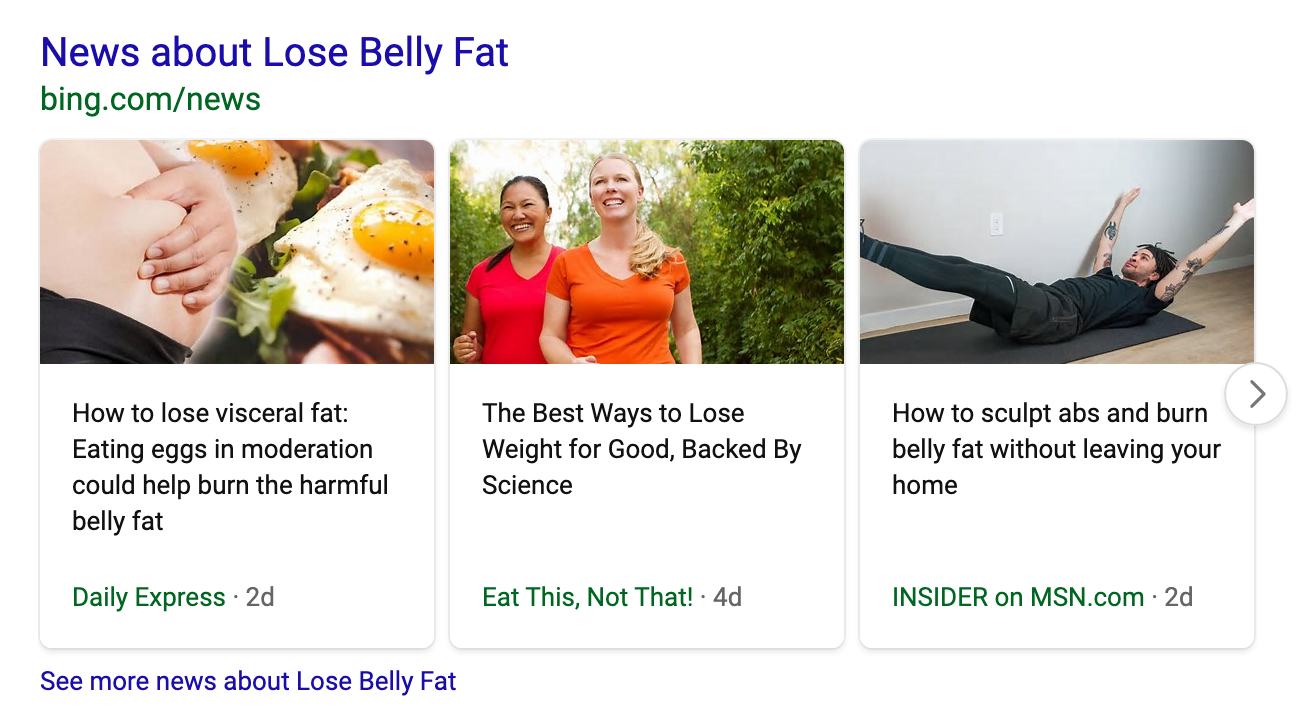 News about Lose Belly Fat
bing.com/news
How to lose visceral fat:
Eating eggs in moderation
could help burn the harmful
belly fat
Daily Express · 2d
The Best Ways to Lose
Weight for Good, Backed By
Science
Eat This, Not That! · 4d
How to sculpt abs and burn
belly fat without leaving your
home
INSIDER on MSN.com · 2d
See more news about Lose Belly Fat